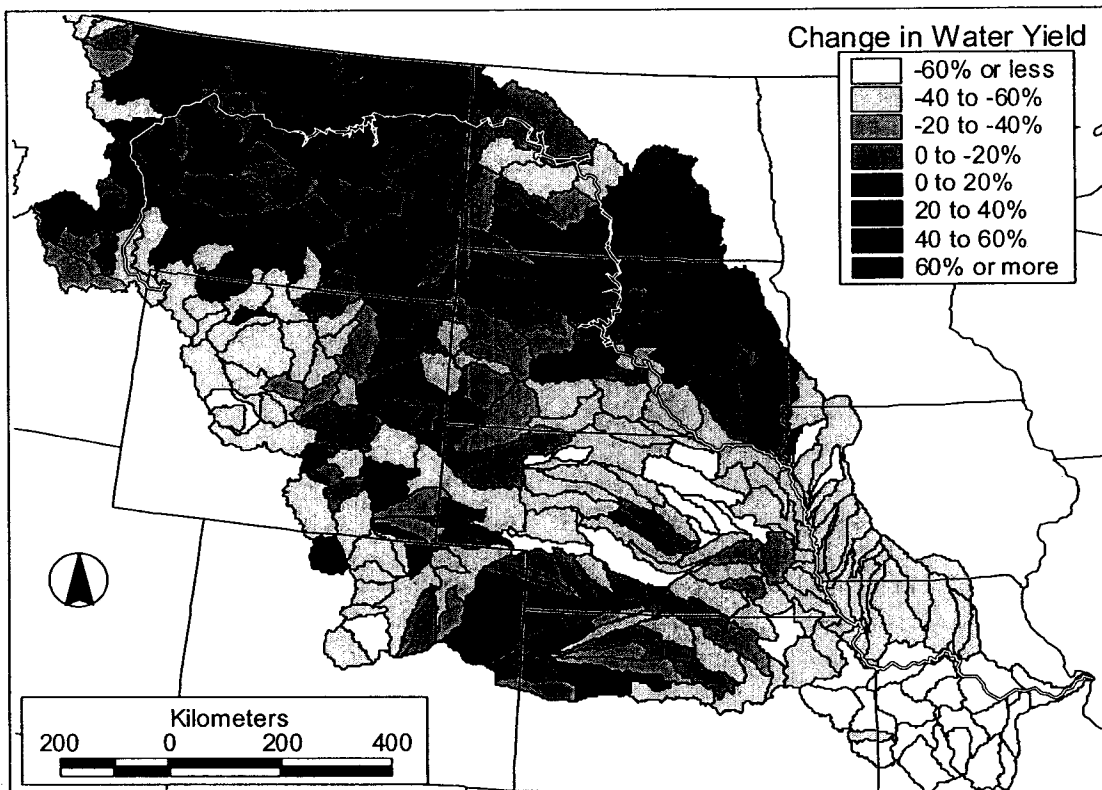 Change in Water Yield
-60% or less
-40 to -60%
-20 to -40%
0 to -20%
0 to 20%
20 to 40%
40 to 60%
60% or more
Kilometers
200 0 200 400